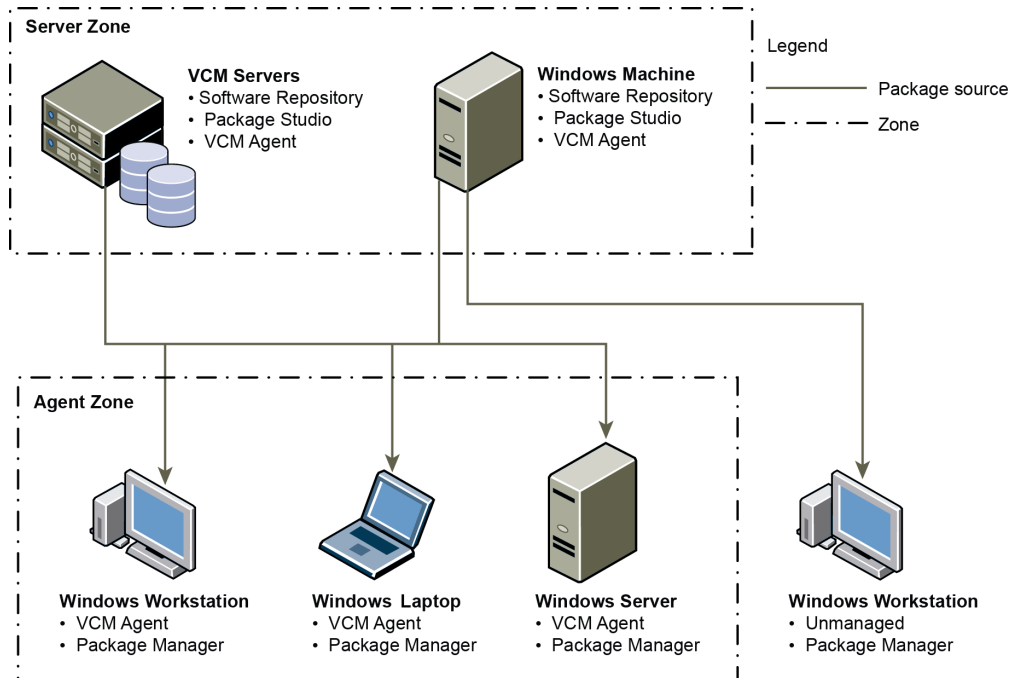 Server Zone
VCM Servers
• Software Repository
• Package Studio
• VCM Agent
Windows Machine
• Software Repository
• Package Studio
• VCM Agent
Legend
Package source
Zone
Agent Zone
Windows Workstation
• VCM Agent
• Package Manager
Windows Laptop
• VCM Agent
• Package Manager
Windows Server
• VCM Agent
• Package Manager
Windows Workstation
• Unmanaged
• Package Manager